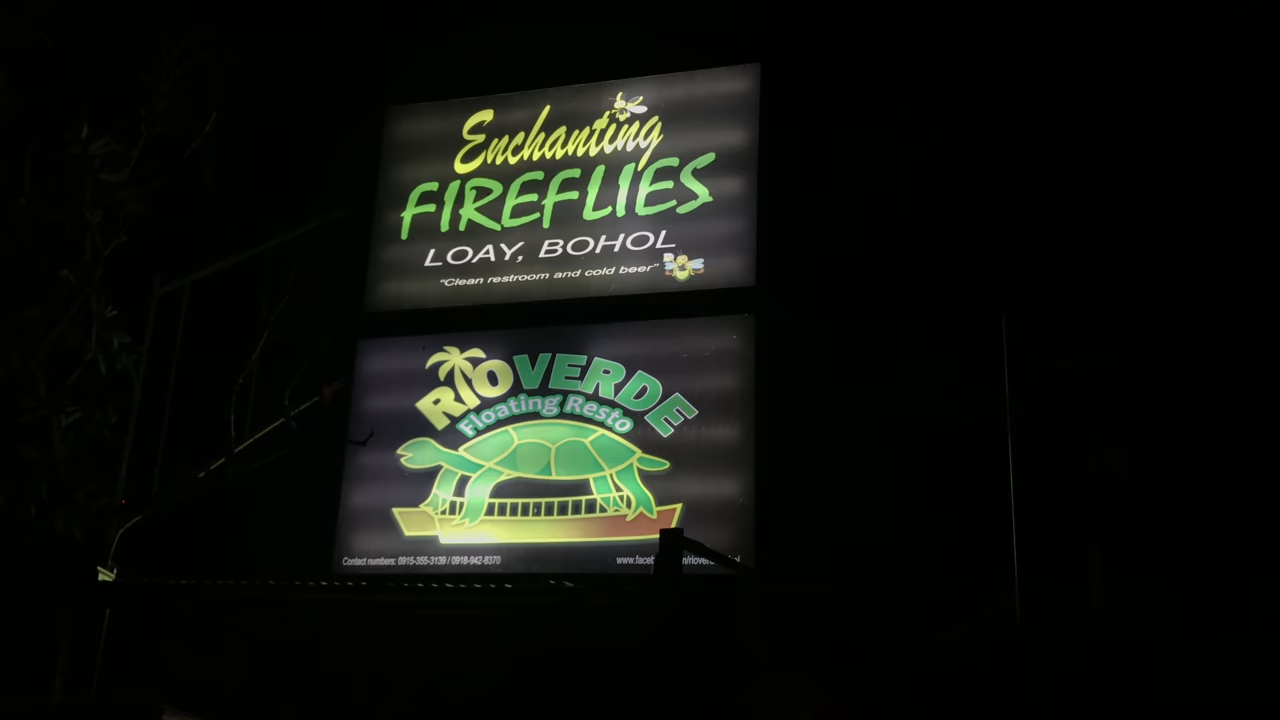 Enchanting
FIREFLIES
LOAY, BOHOL
"Clean restroom and cold beer"
RIOVERDE
Floating Resto
Contact numbers: 0915-355-3139 / 0918-942-8370